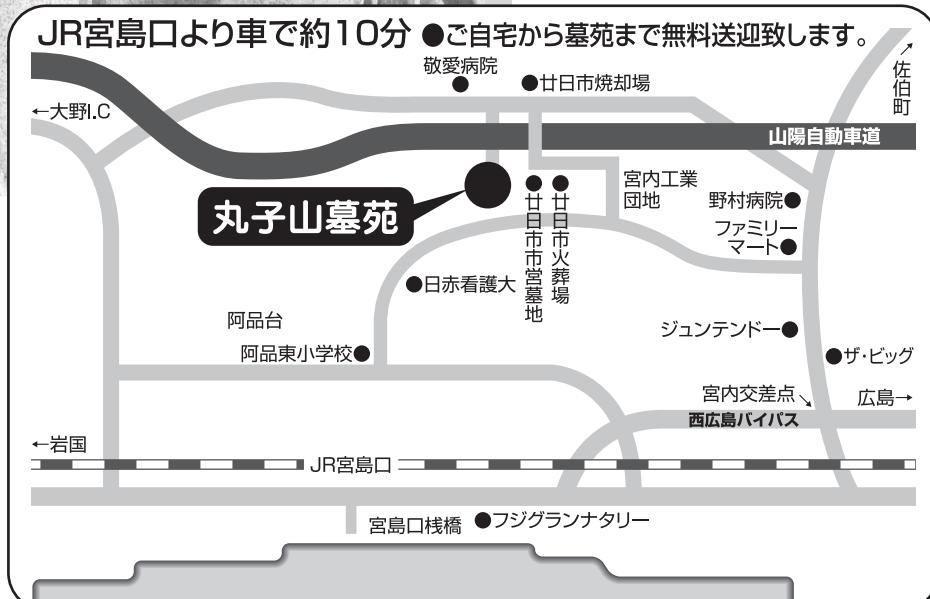 JR宮島口より車で約10分 ●ご自宅から墓苑まで無料送迎致します。
敬愛病院
廿日市焼却場
佐伯町
←大野I.C
山陽自動車道
丸子山墓苑
廿日市市営墓地
廿日市火葬場
宮内工業
団地
野村病院
ファミリー
マート
日赤看護大
阿品台
阿品東小学校
ジュンテンドー
ザ・ビッグ
宮内交差点
広島→
西広島バイパス
←岩国
JR宮島口
宮島口桟橋
フジグランナタリー